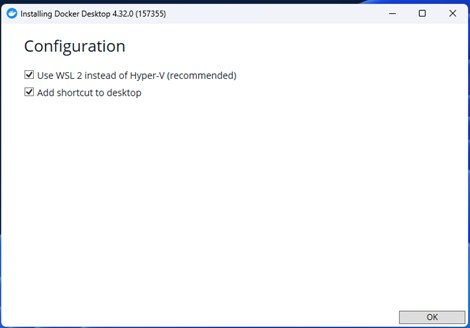 Installing Docker Desktop 4.32.0 (157355)
Configuration
Use WSL 2 instead of Hyper-V (recommended)
Add shortcut to desktop
OK